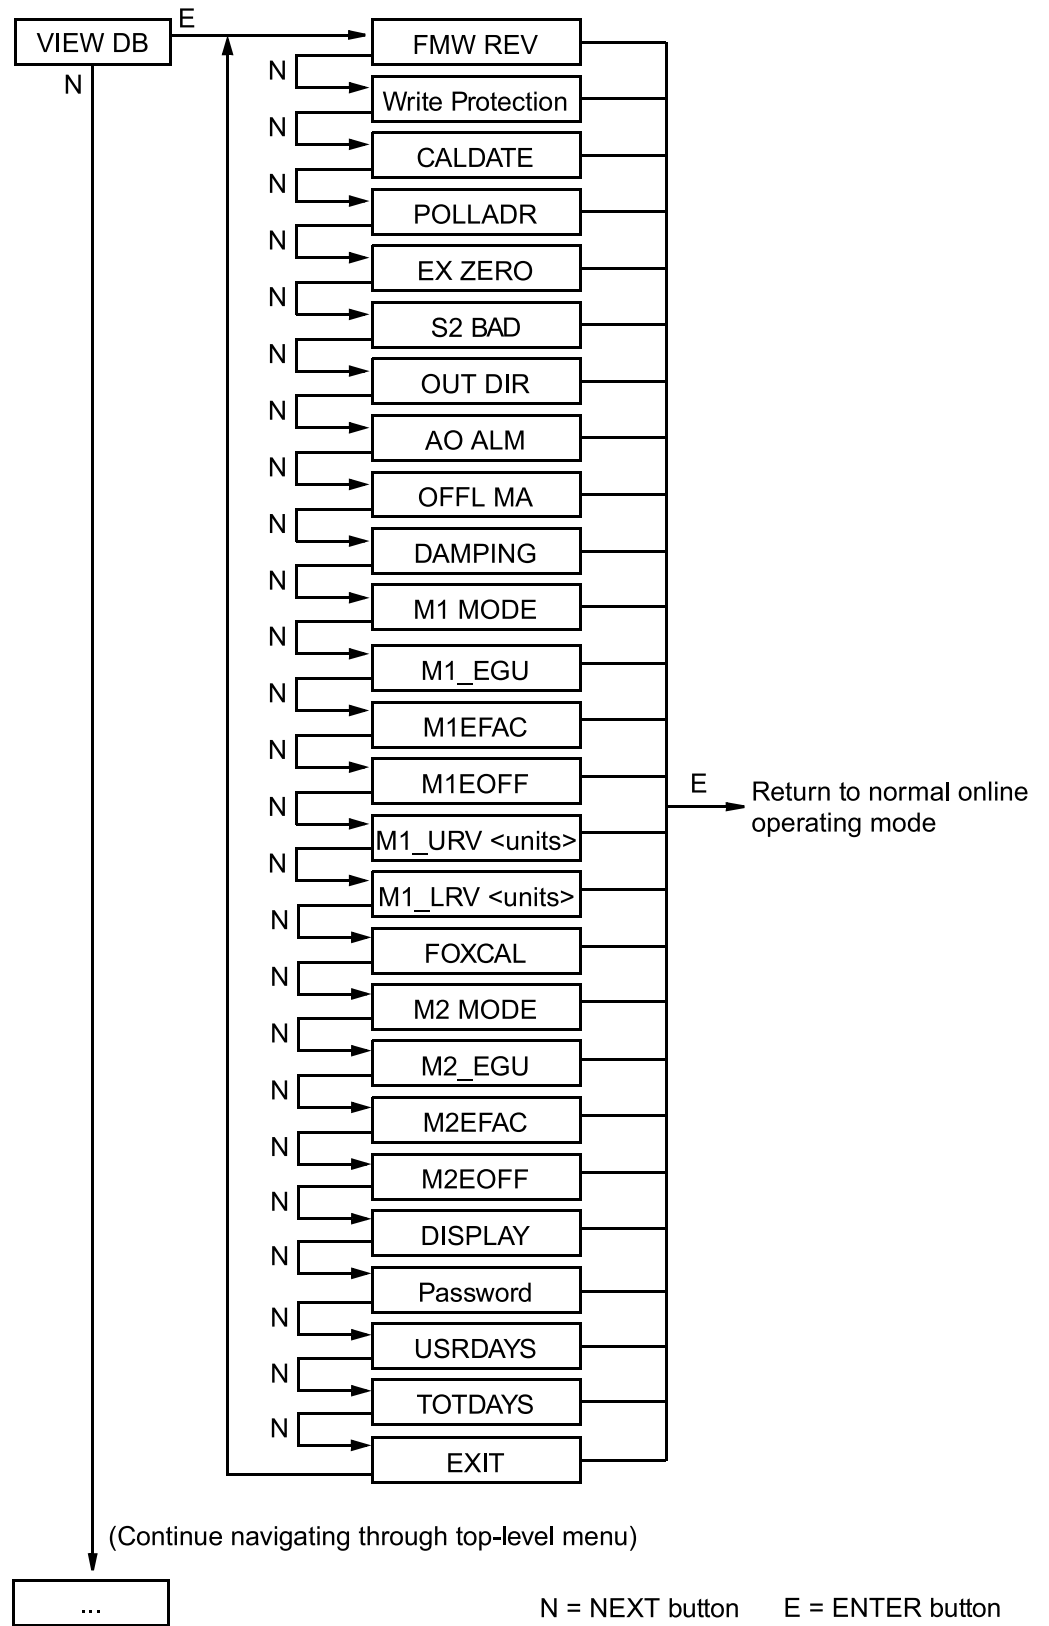 E
VIEW DB
N
FMW REV
N
Write Protection
N
CALDATE
N
POLLADR
N
EX ZERO
N
S2 BAD
N
OUT DIR
N
AO ALM
N
OFFL MA
N
DAMPING
N
M1 MODE
N
M1_EGU
N
M1EFAC
N
M1EOFF
N
M1_URV <units>
N
M1_LRV <units>
N
FOXCAL
N
M2 MODE
N
M2_EGU
N
M2EFAC
N
M2EOFF
N
DISPLAY
N
Password
N
USRDAYS
N
TOTDAYS
N
EXIT
E
Return to normal online
operating mode
(Continue navigating through top-level menu)
...
N = NEXT button E = ENTER button